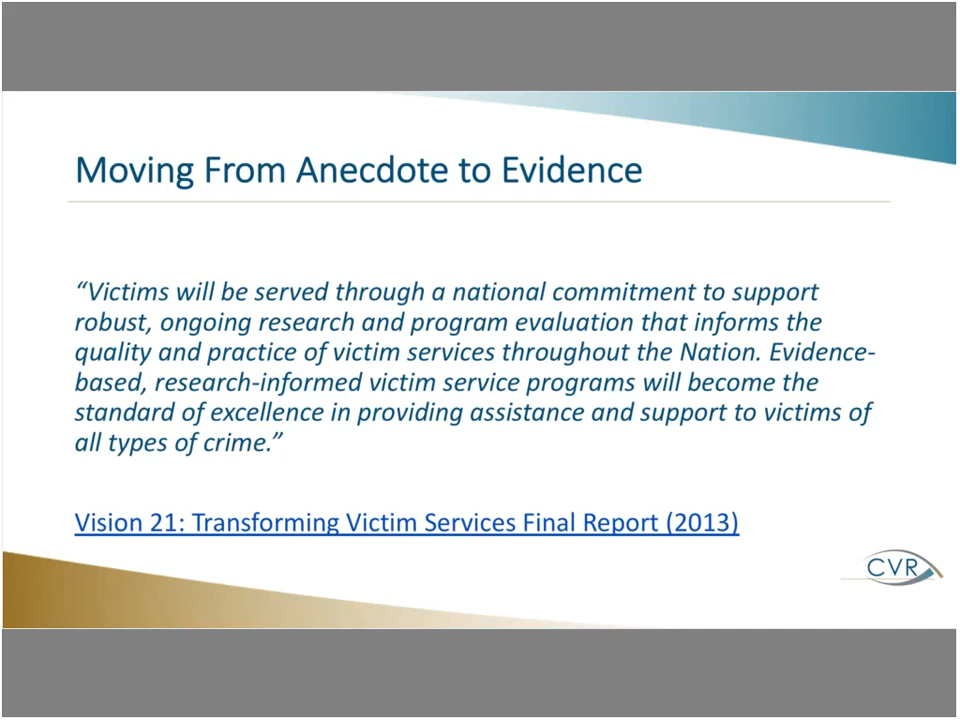 Moving From Anecdote to Evidence
“Victims will be served through a national commitment to support
robust, ongoing research and program evaluation that informs the
quality and practice of victim services throughout the Nation. Evidence-
based, research-informed victim service programs will become the
standard of excellence in providing assistance and support to victims of
all types of crime.”
Vision 21: Transforming Victim Services Final Report (2013)
CVR